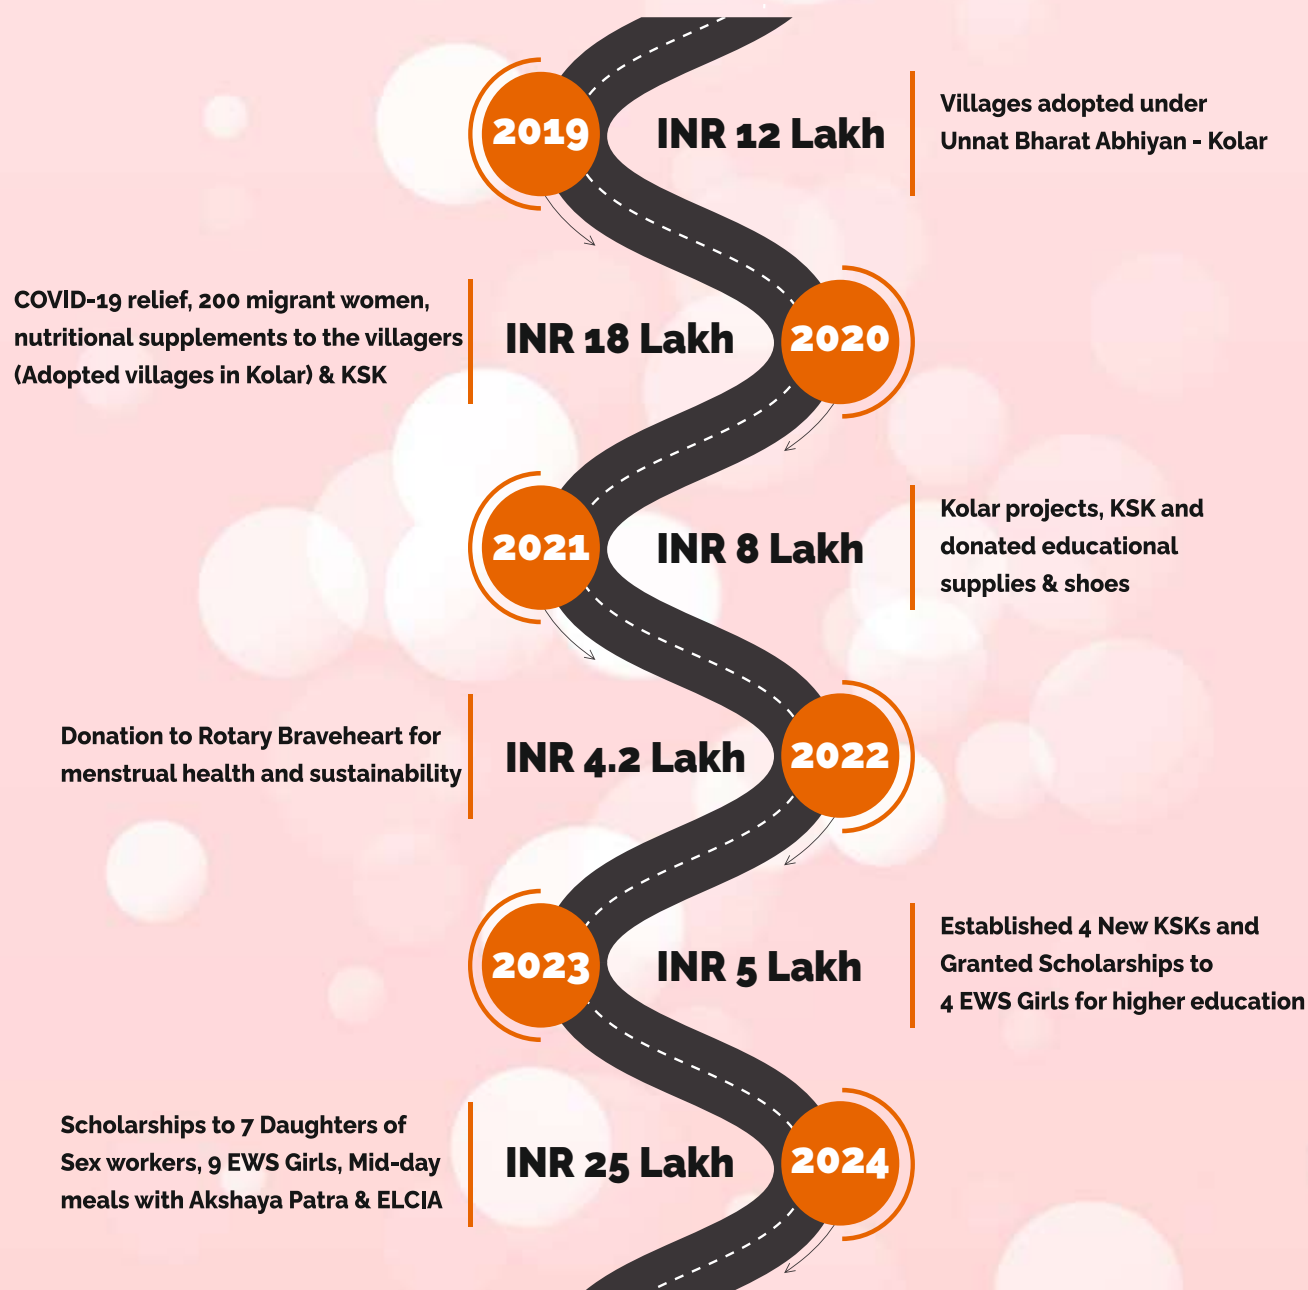 2019
INR 12 Lakh
Villages adopted under
Unnat Bharat Abhiyan - Kolar
COVID-19 relief, 200 migrant women,
nutritional supplements to the villagers
(Adopted villages in Kolar) & KSK
INR 18 Lakh
2020
2021
INR 8 Lakh
Kolar projects, KSK and
donated educational
supplies & shoes
Donation to Rotary Braveheart for
menstrual health and sustainability
INR 4.2 Lakh
2022
2023
INR 5 Lakh
Established 4 New KSKs and
Granted Scholarships to
4 EWS Girls for higher education
Scholarships to 7 Daughters of
Sex workers, 9 EWS Girls, Mid-day
meals with Akshaya Patra & ELCIA
INR 25 Lakh
2024